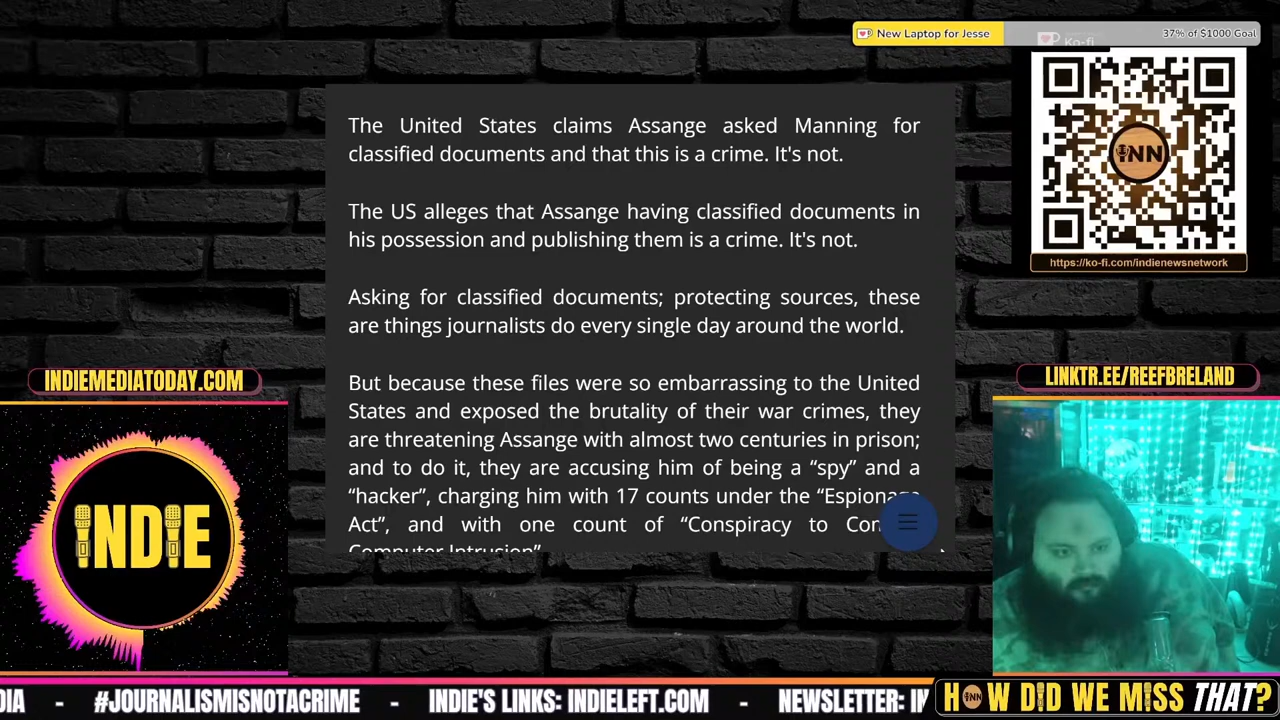 New Laptop for Jesse
37% of $1000 Goal
Ko-fi
iNN
https://ko-fi.com/indienewsnetwork
The United States claims Assange asked Manning for
classified documents and that this is a crime. It's not.
The US alleges that Assange having classified documents in
his possession and publishing them is a crime. It's not.
Asking for classified documents; protecting sources, these
are things journalists do every single day around the world.
But because these files were so embarrassing to the United
States and exposed the brutality of their war crimes, they
are threatening Assange with almost two centuries in prison;
and to do it, they are accusing him of being a “spy” and a
“hacker”, charging him with 17 counts under the “Espionage
Act”, and with one count of “Conspiracy to
Computer Intrusion”
INDIEMEDIATODAY.COM
INDIE
LINKTR.EE/REEFBRELAND
DIA - #JOURNALISMISNOTACRIME - INDIE'S LINKS: INDIELEFT.COM - NEWSLETTER: IN
HOW DID WE MISS THAT?